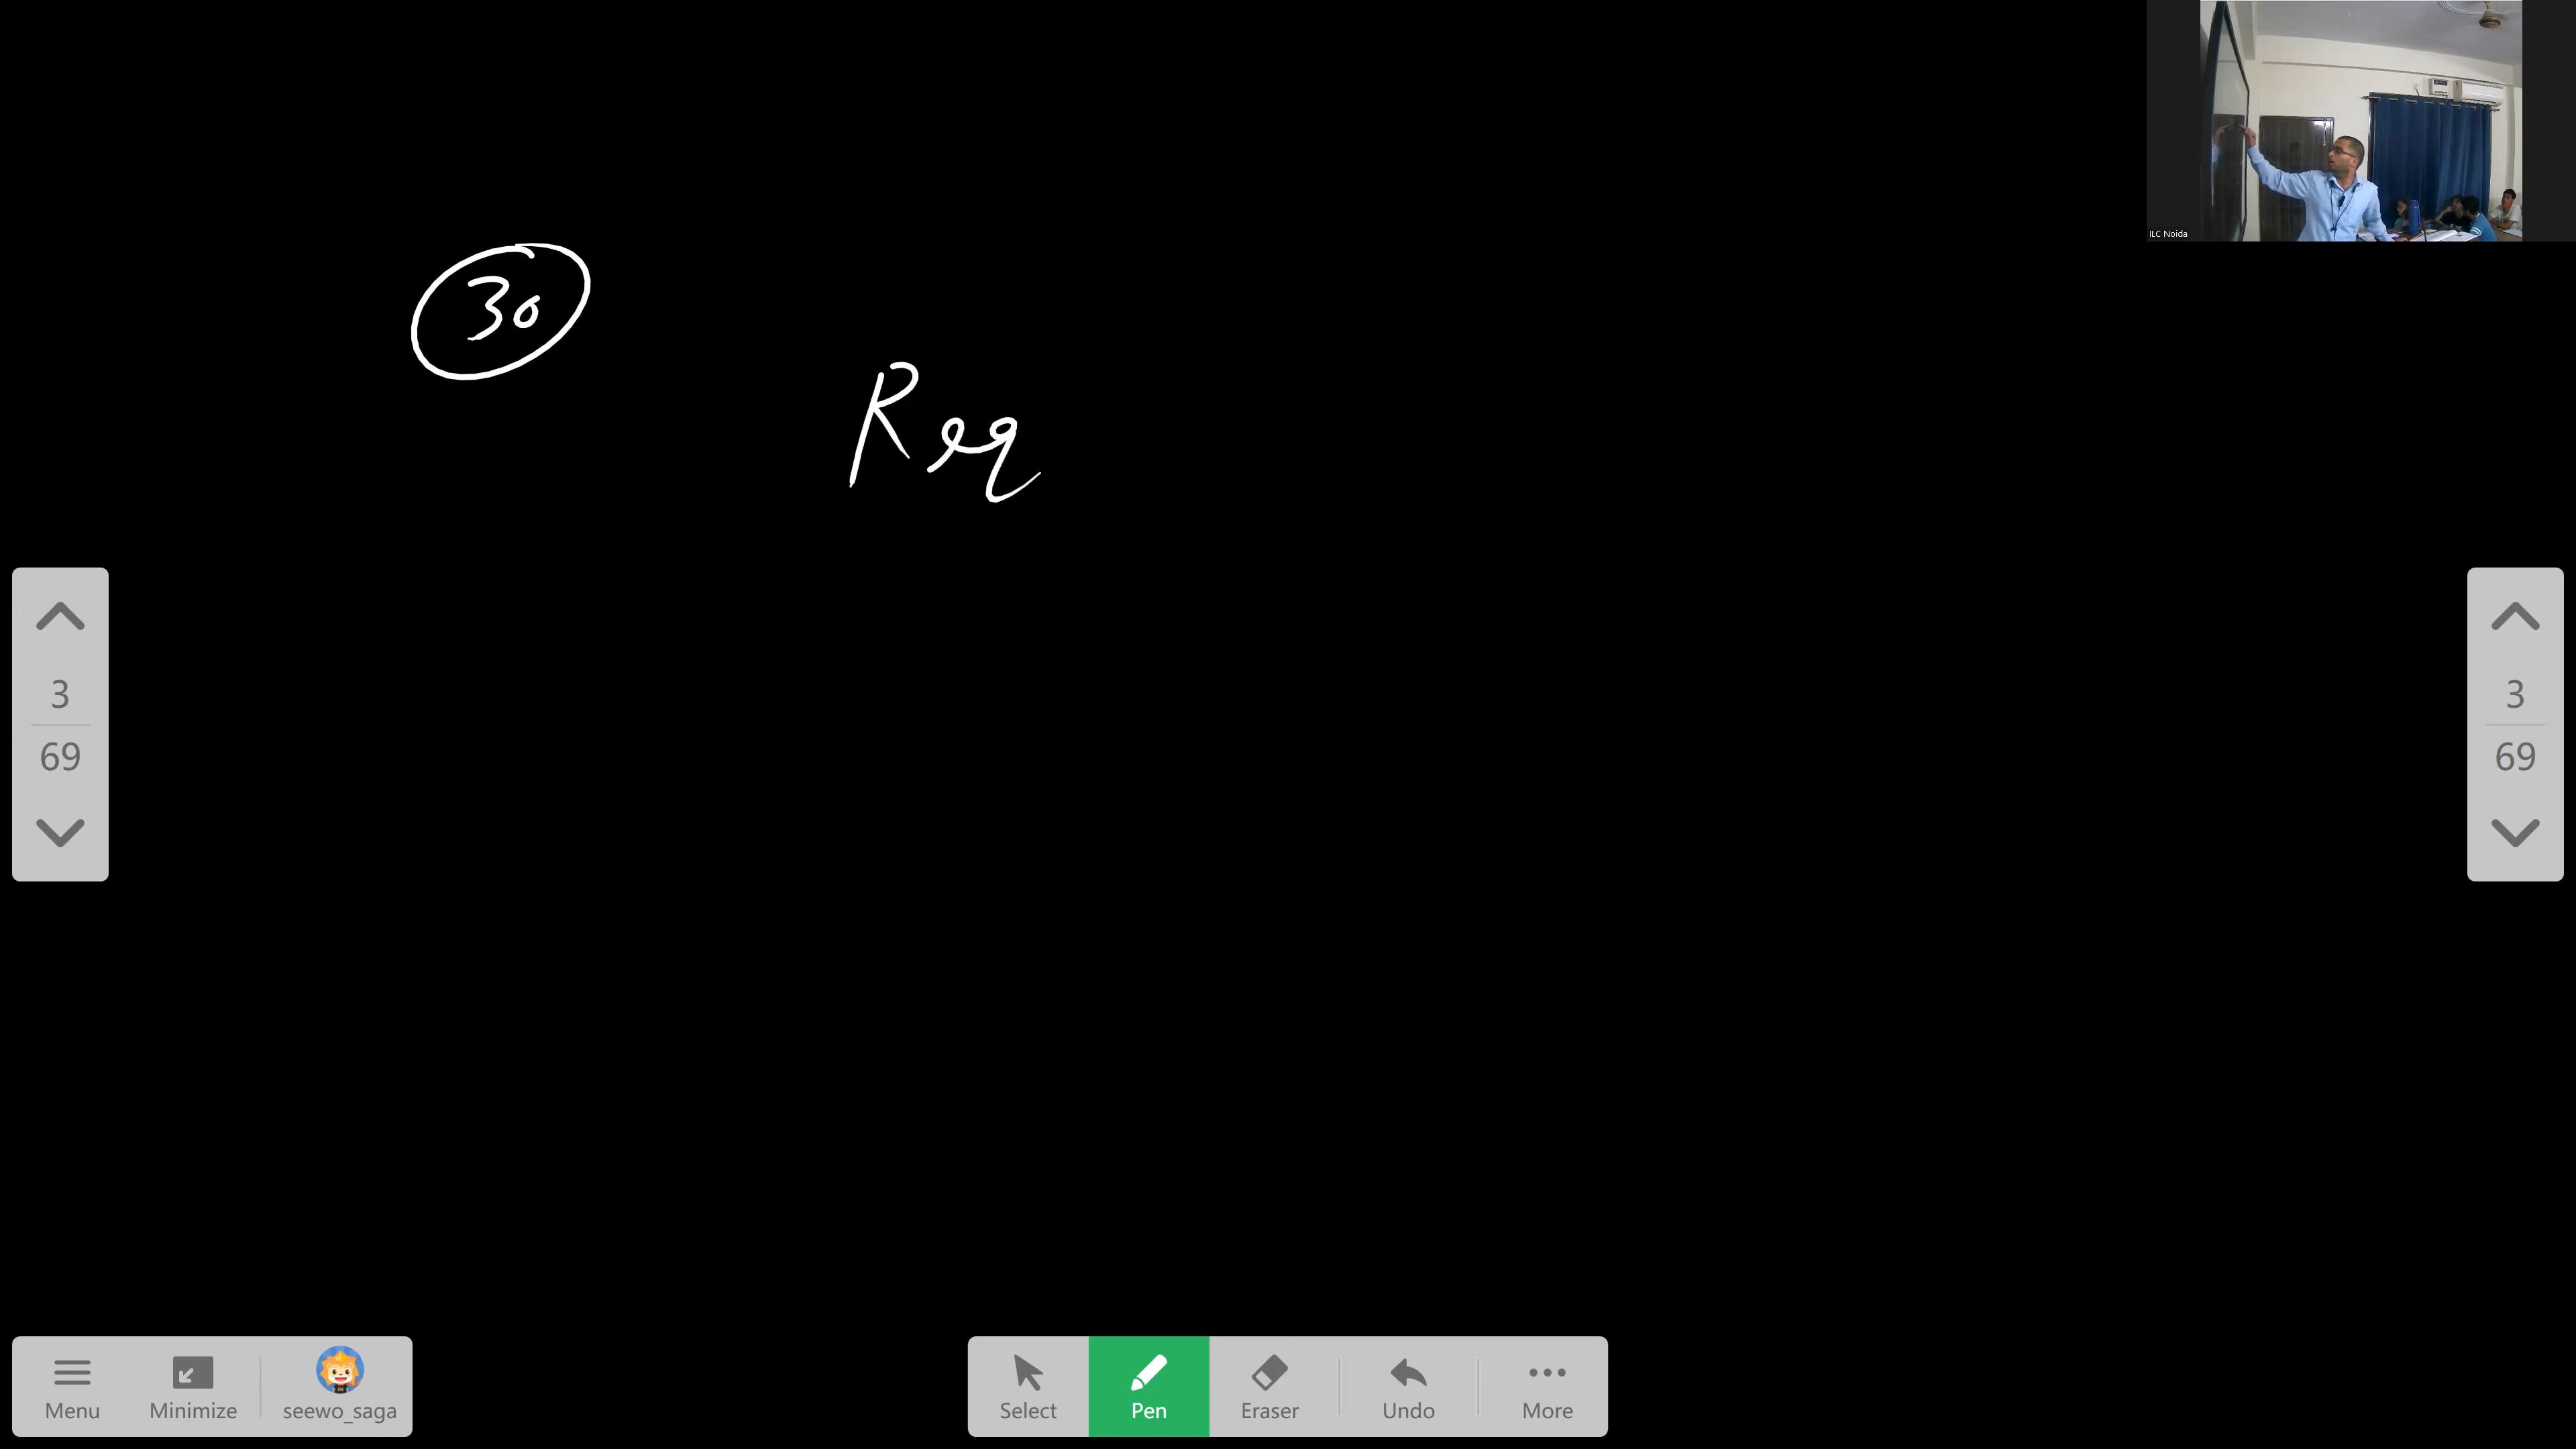 ILC Noida
30
Req
3
69
3
69
Menu
Minimize
seewo_saga
Select
Pen
Eraser
Undo
More